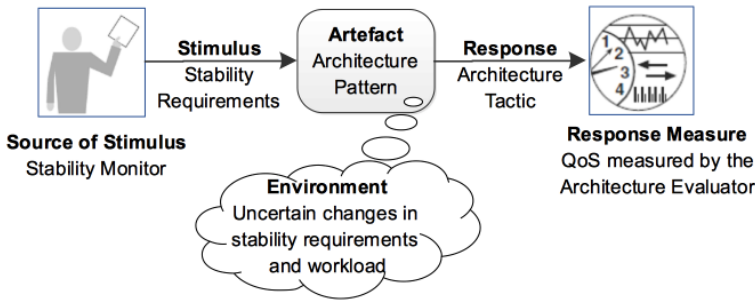 Stimulus
Stability
Requirements
Artefact
Architecture
Pattern
Response
Architecture
Tactic
1
2
3
4
Source of Stimulus
Stability Monitor
Response Measure
QoS measured by the
Architecture Evaluator
Environment
Uncertain changes in
stability requirements
and workload